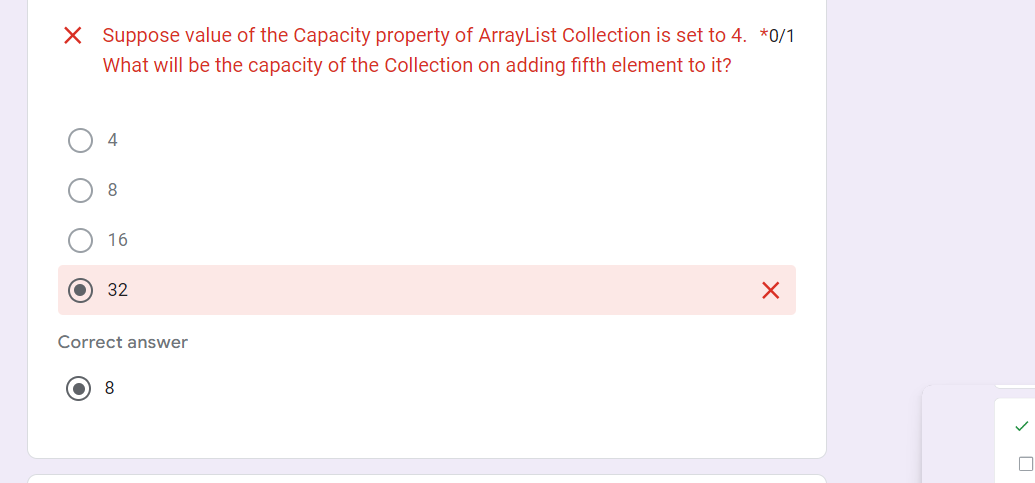 Suppose value of the Capacity property of ArrayList Collection is set to 4. *0/1
What will be the capacity of the Collection on adding fifth element to it?
4
8
16
32
Correct answer
8